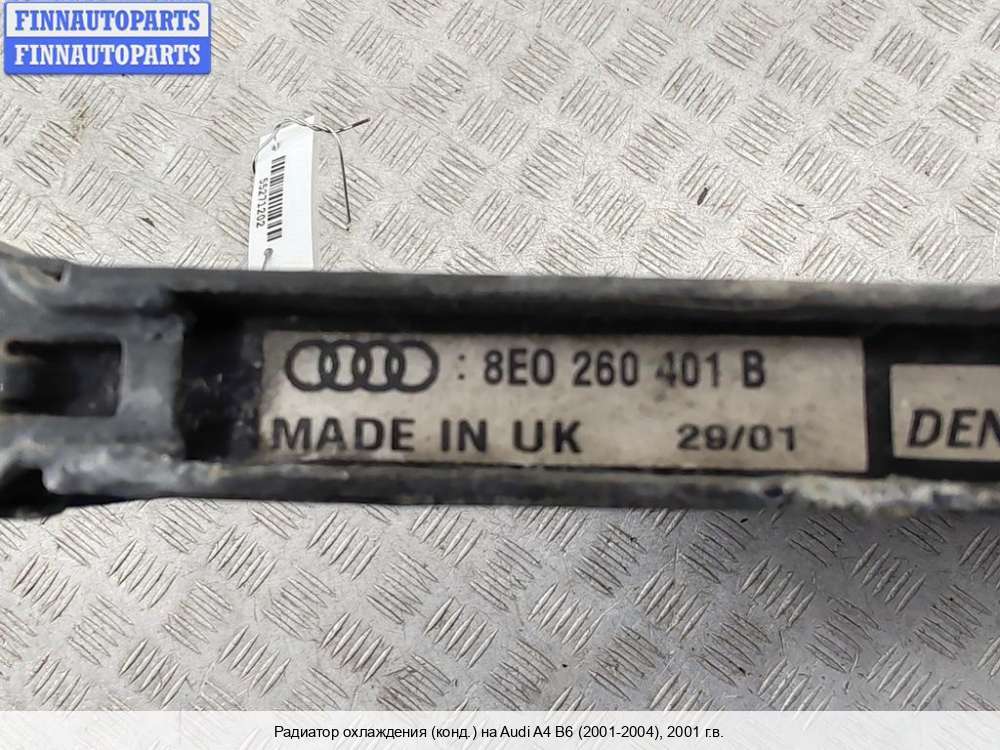 FINNAUTOPARTS
FINNAUTOPARTS
55271202
: 8E0 260 401 B
MADE IN UK 29/01
DEN
Радиатор охлаждения (конд.) на Audi A4 B6 (2001-2004), 2001 г.в.